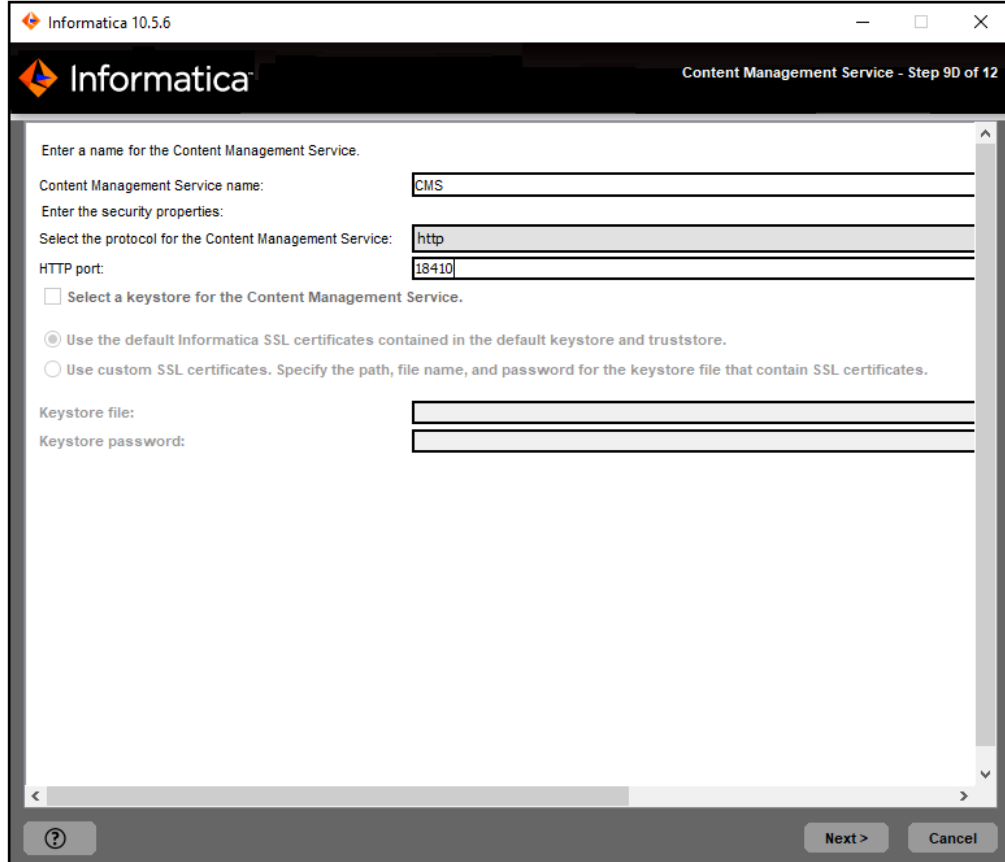 Informatica 10.5.6
Informatica
Content Management Service - Step 9D of 12
Enter a name for the Content Management Service.
Content Management Service name: CMS
Enter the security properties:
Select the protocol for the Content Management Service: http
HTTP port: 18410
Select a keystore for the Content Management Service.
Use the default Informatica SSL certificates contained in the default keystore and truststore.
Use custom SSL certificates. Specify the path, file name, and password for the keystore file that contain SSL certificates.
Keystore file:
Keystore password:
?
Next > Cancel